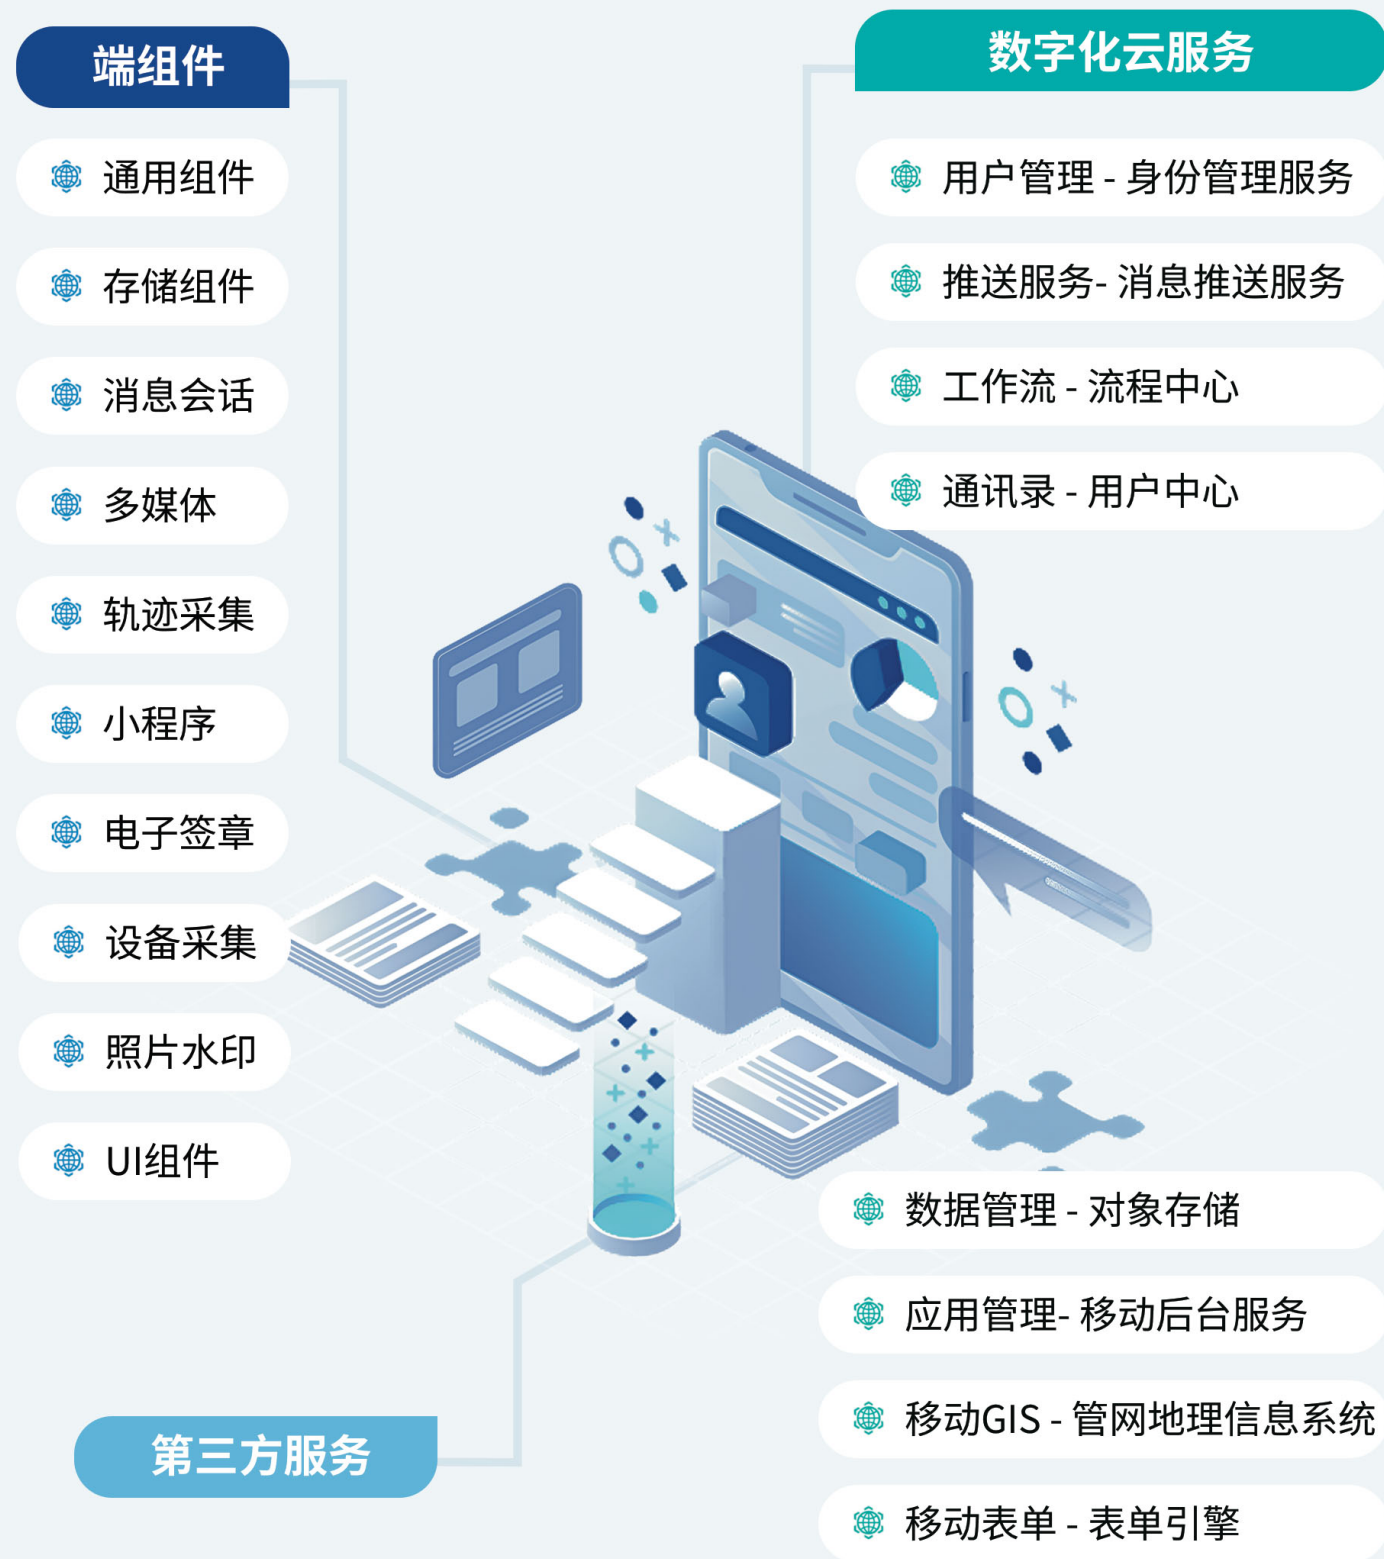 端组件
通用组件
存储组件
消息会话
多媒体
轨迹采集
小程序
电子签章
设备采集
照片水印
UI组件
数字化云服务
用户管理 - 身份管理服务
推送服务- 消息推送服务
工作流 - 流程中心
通讯录 - 用户中心
数据管理 - 对象存储
应用管理- 移动后台服务
移动GIS - 管网地理信息系统
移动表单 - 表单引擎
第三方服务